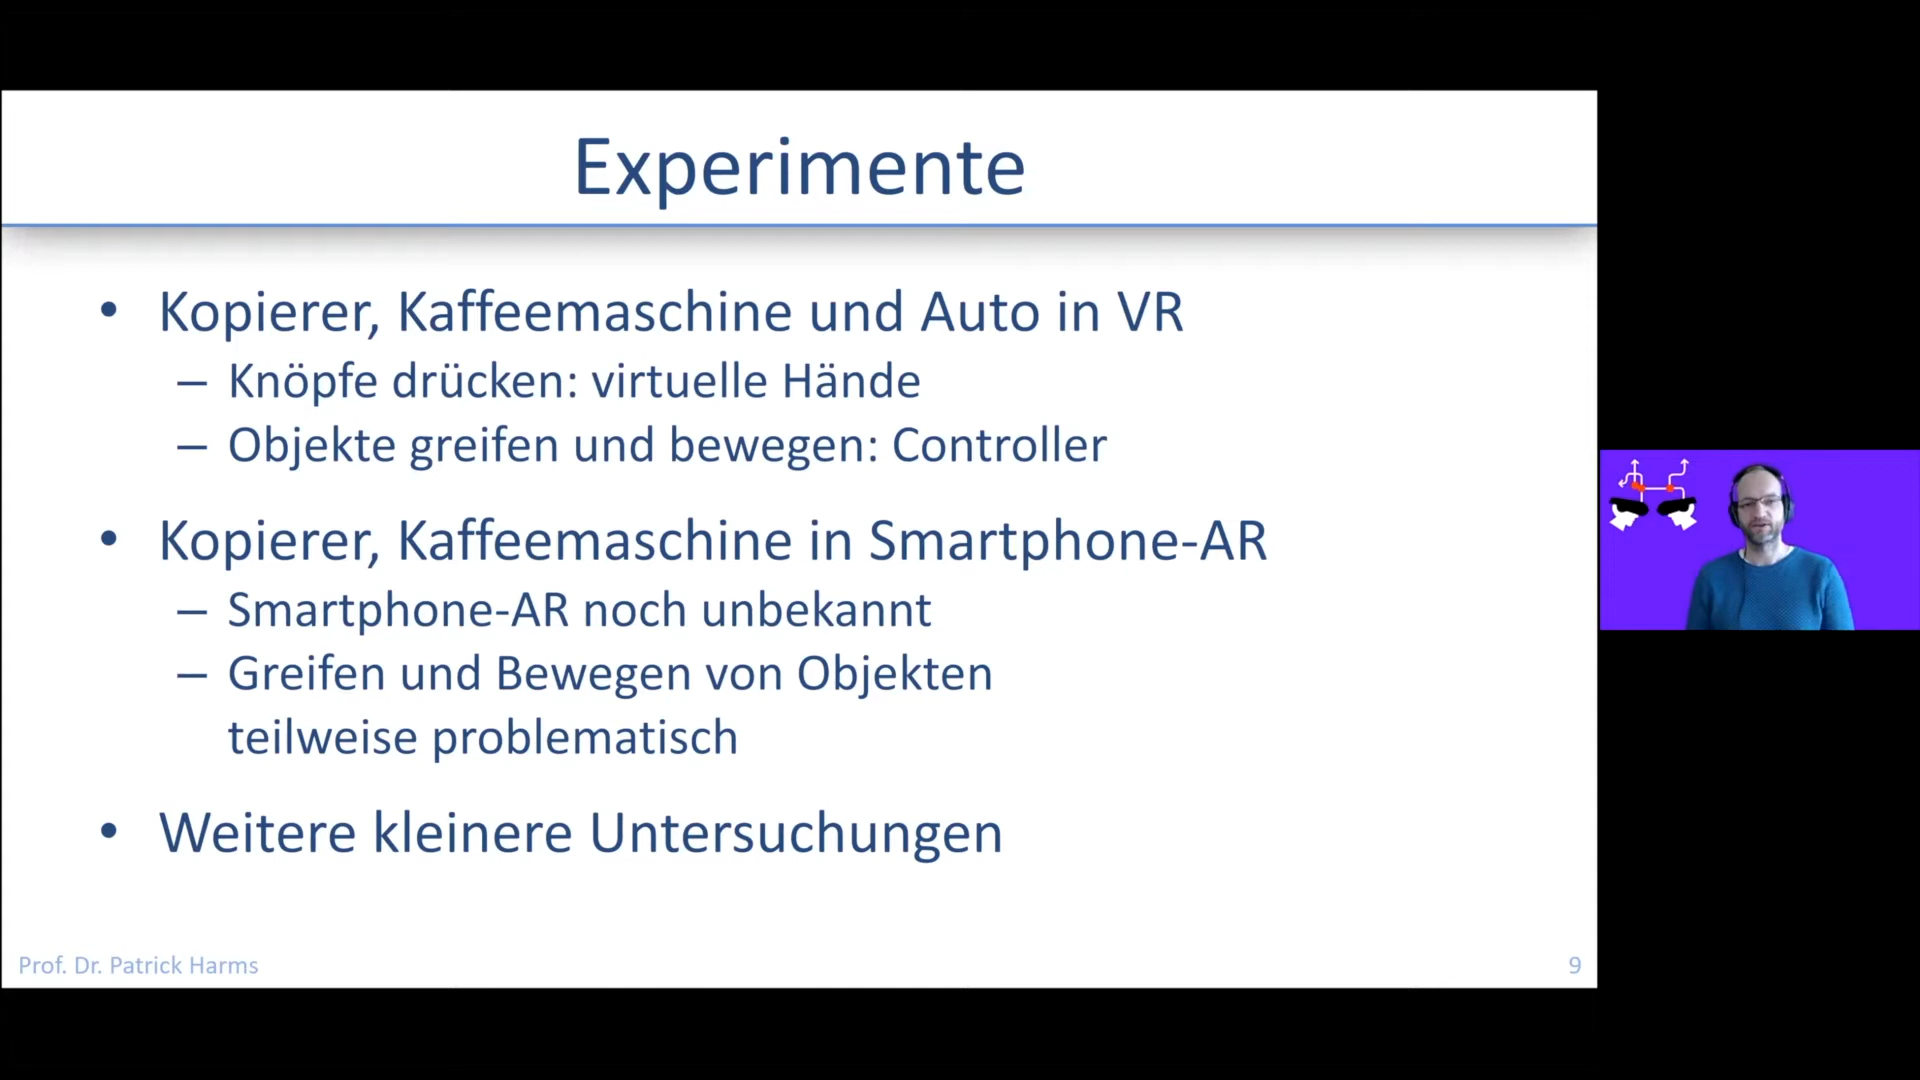 Experimente
• Kopierer, Kaffeemaschine und Auto in VR
– Knöpfe drücken: virtuelle Hände
– Objekte greifen und bewegen: Controller
• Kopierer, Kaffeemaschine in Smartphone-AR
– Smartphone-AR noch unbekannt
– Greifen und Bewegen von Objekten
teilweise problematisch
• Weitere kleinere Untersuchungen
Prof. Dr. Patrick Harms
9